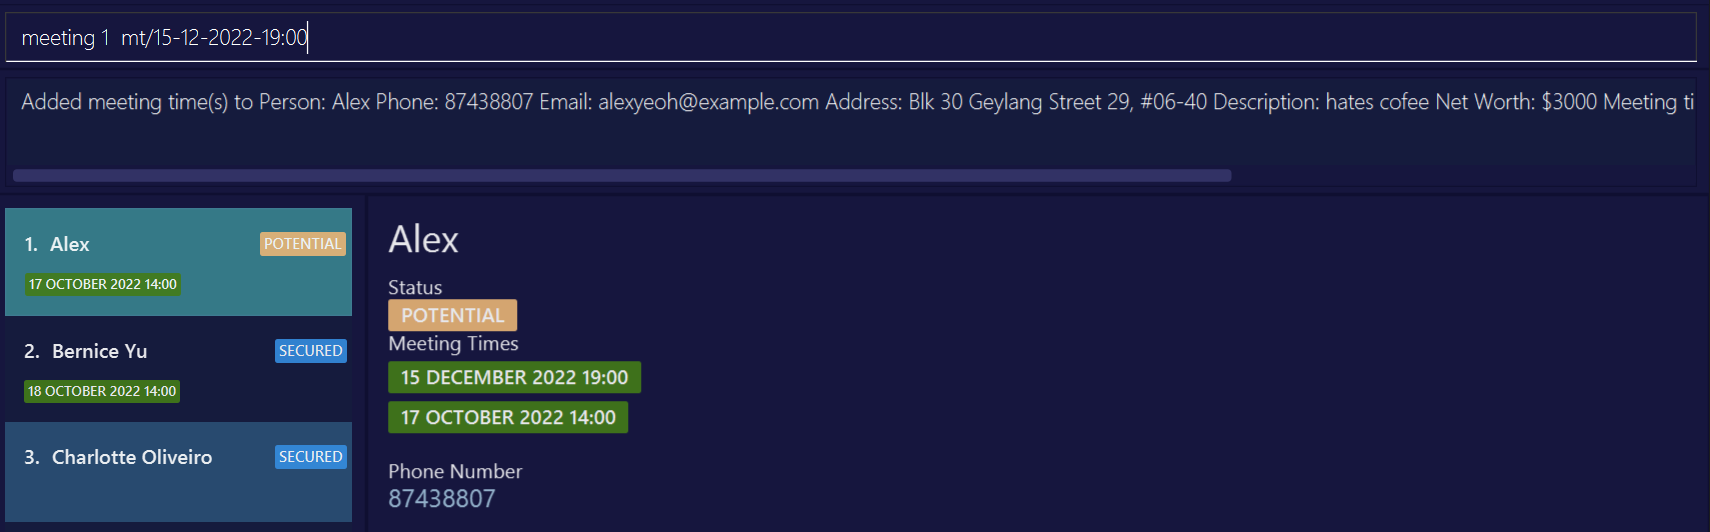 meeting 1  mt/15-12-2022-19:00
Added meeting time(s) to Person: Alex Phone: 87438807 Email: alexyeoh@example.com Address: Blk 30 Geylang Street 29, #06-40 Description: hates cofee Net Worth: $3000 Meeting ti
1. Alex POTENTIAL
17 OCTOBER 2022 14:00
2. Bernice Yu SECURED
18 OCTOBER 2022 14:00
3. Charlotte Oliveiro SECURED
Alex
Status
POTENTIAL
Meeting Times
15 DECEMBER 2022 19:00
17 OCTOBER 2022 14:00
Phone Number
87438807